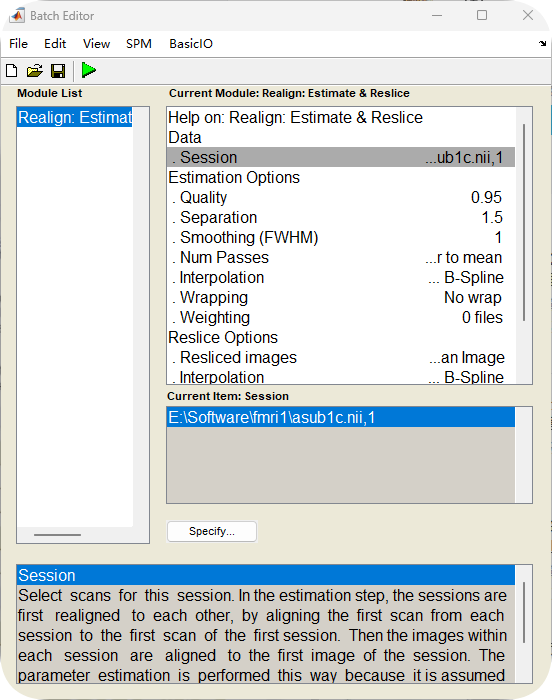 Batch Editor
File Edit View SPM BasicIO
Module List
Current Module: Realign: Estimate & Reslice
Realign: Estimat
Help on: Realign: Estimate & Reslice
Data
. Session ...ub1c.nii,1
Estimation Options
. Quality 0.95
. Separation 1.5
. Smoothing (FWHM) 1
. Num Passes ...r to mean
. Interpolation ... B-Spline
. Wrapping No wrap
. Weighting 0 files
Reslice Options
. Resliced images ...an Image
. Interpolation ... B-Spline
Current Item: Session
E:\Software\fmri1\asub1c.nii,1
Specify...
Session
Select scans for this session. In the estimation step, the sessions are
first realigned to each other, by aligning the first scan from each
session to the first scan of the first session. Then the images within
each session are aligned to the first image of the session. The
parameter estimation is performed this way because it is assumed